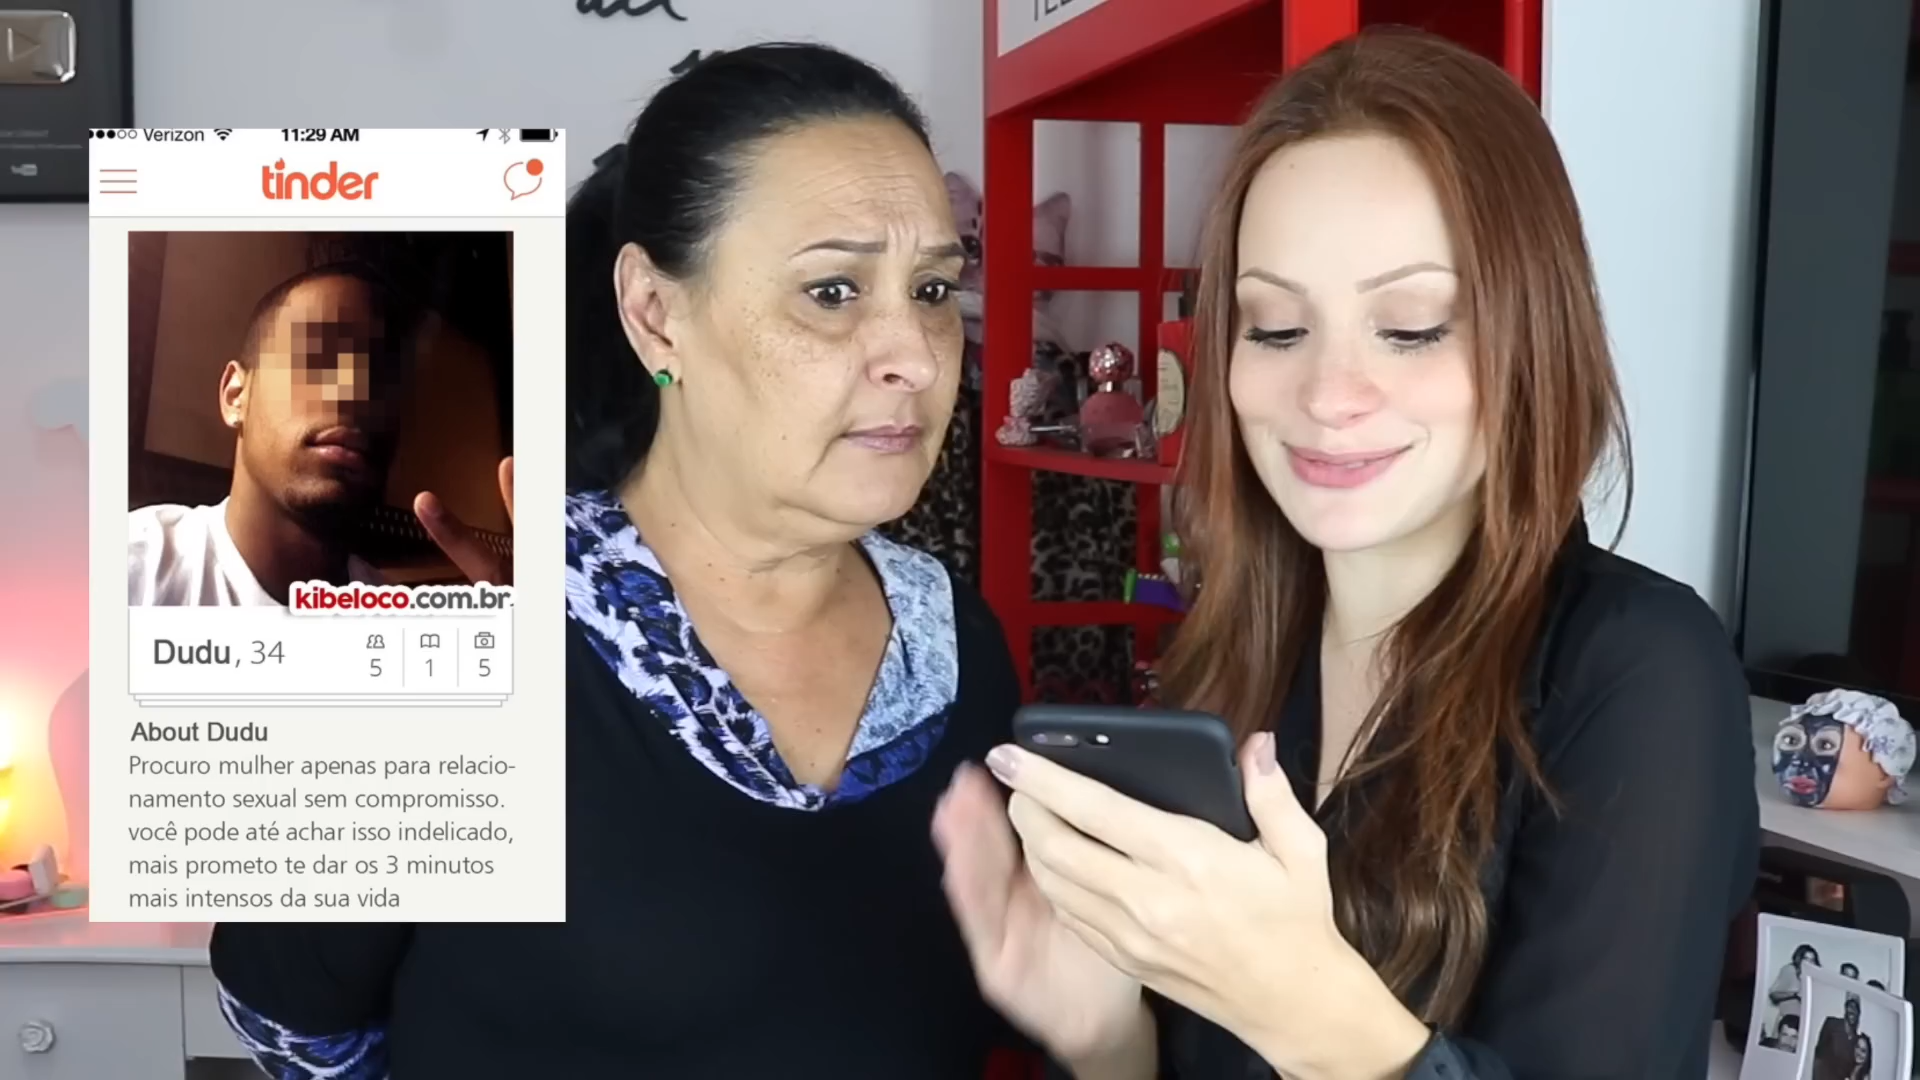 Verizon 11:29 AM
tinder
kibeloco.com.br
Dudu, 34
5 1 5
About Dudu
Procuro mulher apenas para relacio-
namento sexual sem compromisso.
você pode até achar isso indelicado,
mais prometo te dar os 3 minutos
mais intensos da sua vida